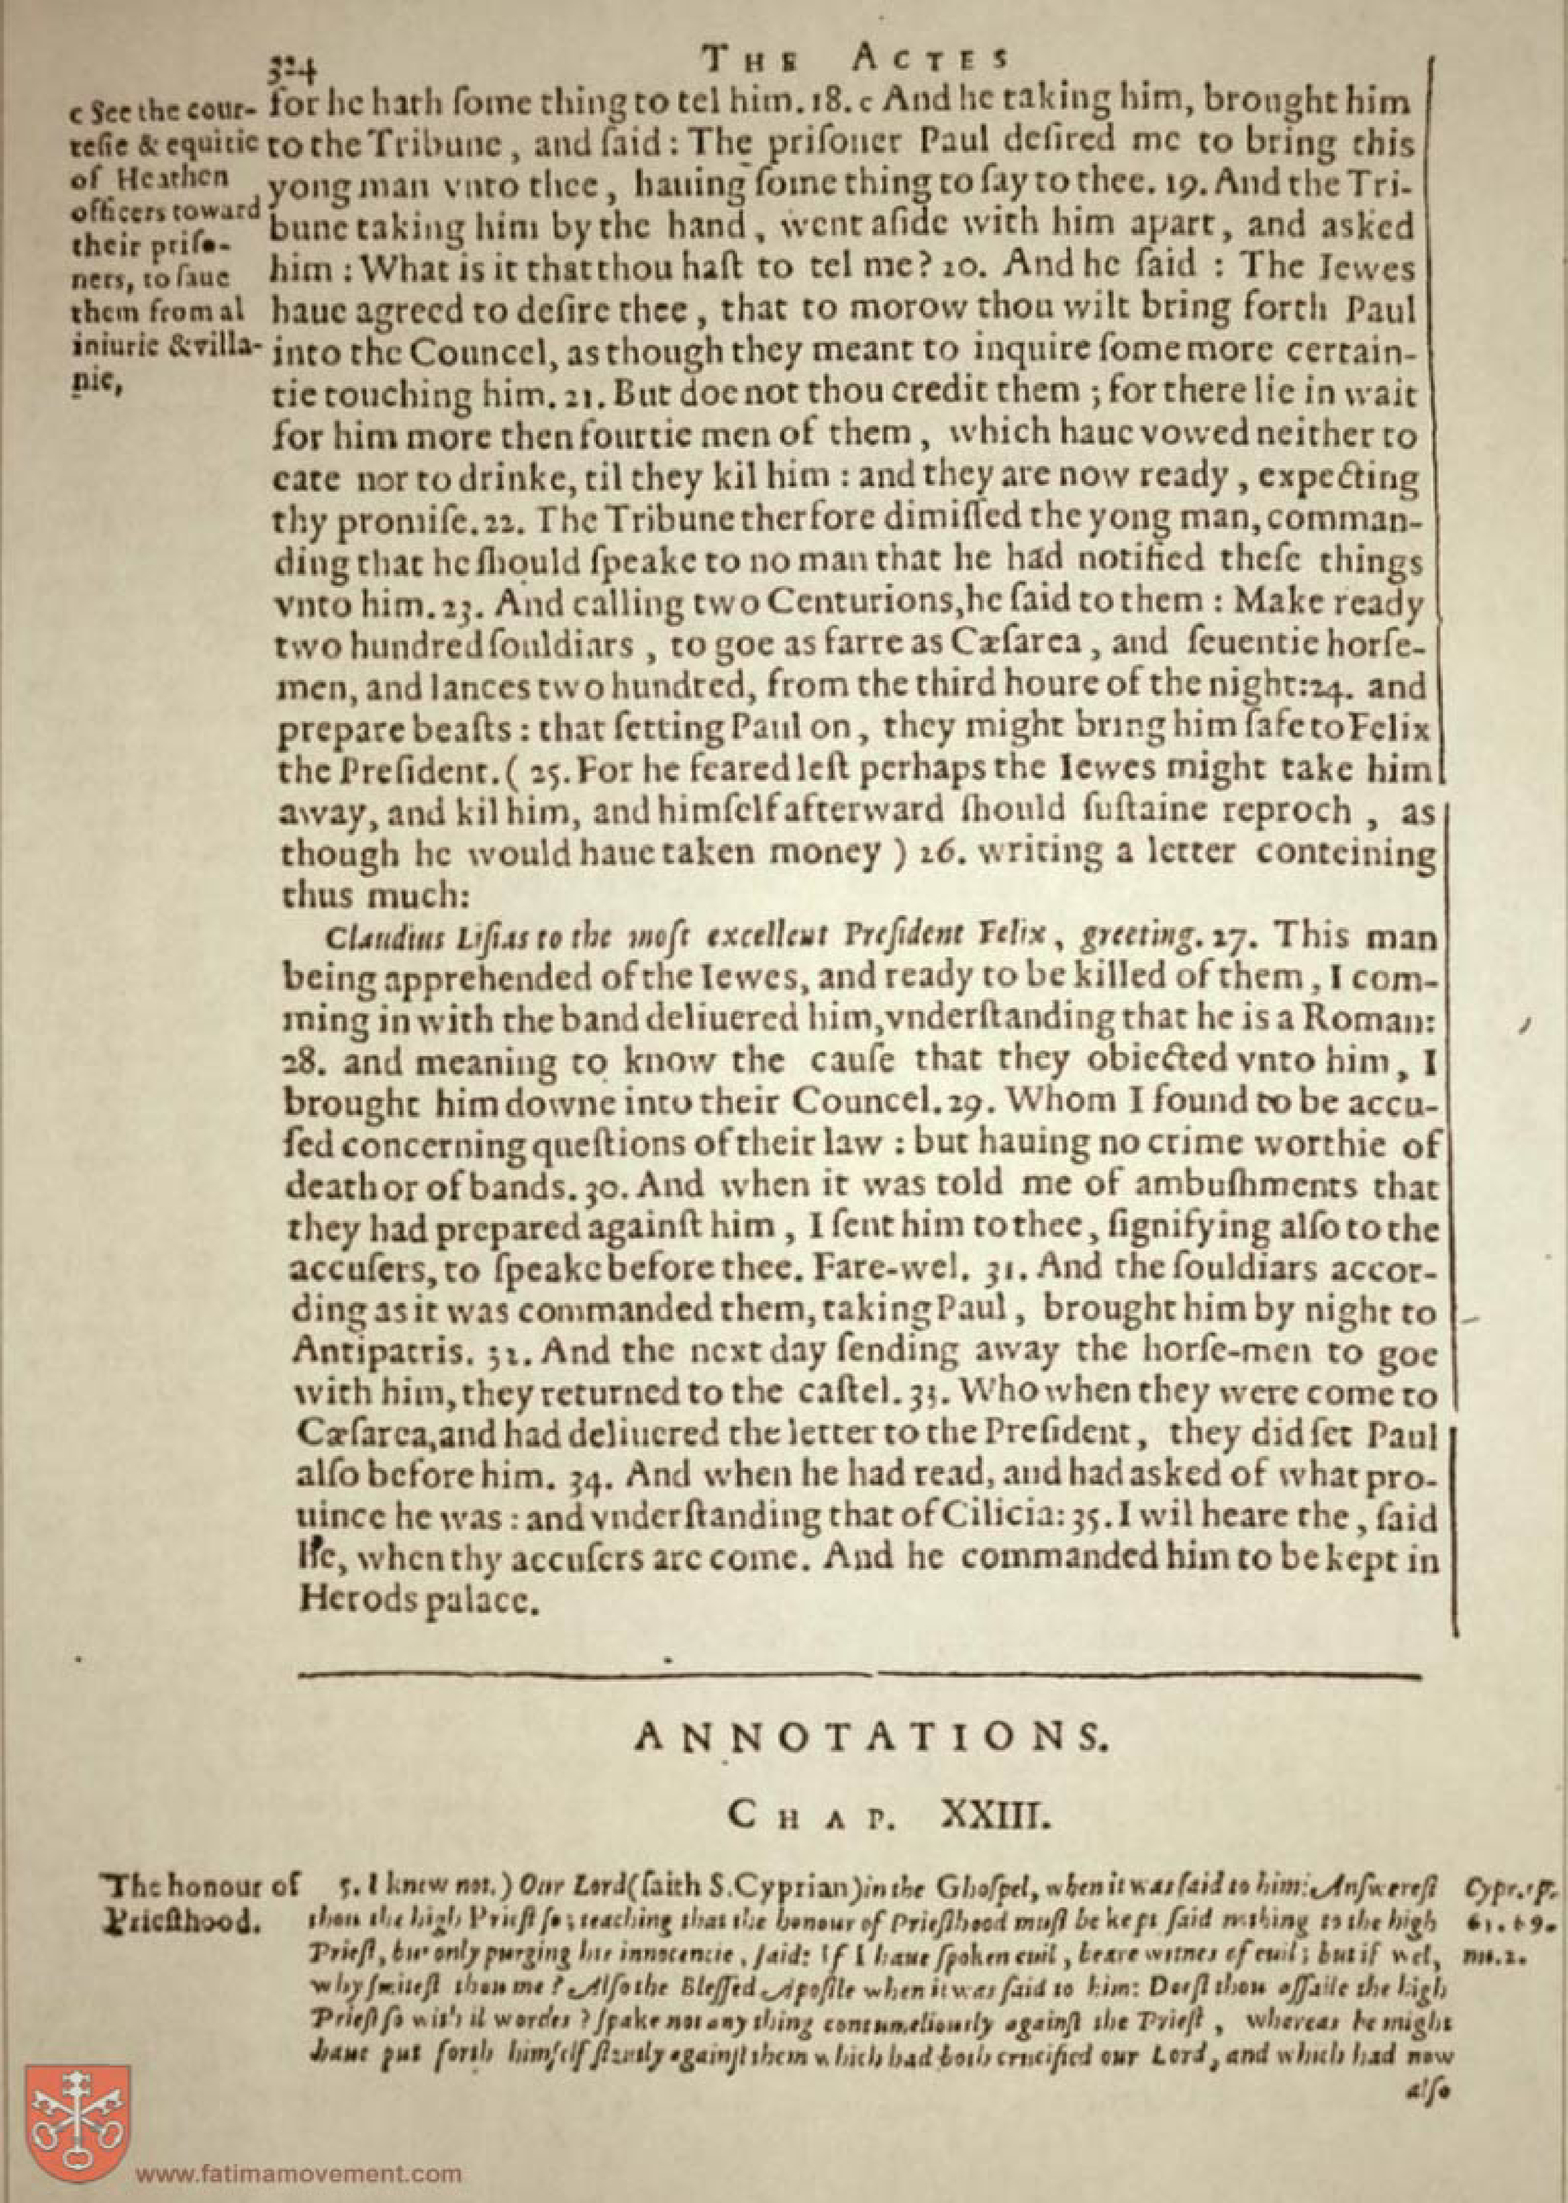 324
THE ACTES
c See the cour-
tesie & equitie
of Heathen
officers toward
their priso-
ners, to saue
them from al
iniurie & villa-
nie,
for he hath ſome thing to tel him. 18. c And he taking him, brought him
to the Tribune, and ſaid: The priſoner Paul deſired me to bring this
yong man vnto thee, hauing ſome thing to ſay to thee. 19. And the Tri-
bune taking him by the hand, went aſide with him apart, and asked
him: What is it that thou haſt to tel me? 20. And he ſaid: The Iewes
haue agreed to deſire thee, that to morow thou wilt bring forth Paul
into the Councel, as though they meant to inquire ſome more certain-
tie touching him. 21. But doe not thou credit them; for there lie in wait
for him more then fourtie men of them, which haue vowed neither to
eate nor to drinke, til they kil him: and they are now ready, expecting
thy promiſe. 22. The Tribune therfore dimiſſed the yong man, comman-
ding that he ſhould ſpeake to no man that he had notified theſe things
vnto him. 23. And calling two Centurions, he ſaid to them: Make ready
two hundred ſouldiars, to goe as farre as Cæſarea, and ſeuentie horſe-
men, and lances two hundred, from the third houre of the night: 24. and
prepare beaſts: that ſetting Paul on, they might bring him ſafe to Felix
the Preſident. (25. For he feared leſt perhaps the Iewes might take him
away, and kil him, and himſelf afterward ſhould ſuſtaine reproch, as
though he would haue taken money) 26. writing a letter conteining
thus much:
Claudius Liſias to the moſt excellent Preſident Felix, greeting. 27. This man
being apprehended of the Iewes, and ready to be killed of them, I com-
ming in with the band deliuered him, vnderſtanding that he is a Roman:
28. and meaning to know the cauſe that they obiected vnto him, I
brought him downe into their Councel. 29. Whom I found to be accu-
ſed concerning queſtions of their law: but hauing no crime worthie of
death or of bands. 30. And when it was told me of ambuſhments that
they had prepared againſt him, I ſent him to thee, ſignifying alſo to the
accuſers, to ſpeake before thee. Fare-wel. 31. And the ſouldiars accor-
ding as it was commanded them, taking Paul, brought him by night to
Antipatris. 32. And the next day ſending away the horſe-men to goe
with him, they returned to the caſtel. 33. Who when they were come to
Cæſarea, and had deliuered the letter to the Preſident, they did ſet Paul
alſo before him. 34. And when he had read, and had asked of what pro-
uince he was: and vnderſtanding that of Cilicia: 35. I wil heare the, ſaid
he, when thy accuſers are come. And he commanded him to be kept in
Herods palace.
ANNOTATIONS.
CHAP. XXIII.
The honour of
Prieſthood.
5. I knew not.) Our Lord (ſaith S. Cyprian) in the Ghoſpel, when it was ſaid to him: Anſwereſt
thou the high Prieſt ſo; teaching that the honour of Prieſthood muſt be kept ſaid nothing to the high
Prieſt, but only purging his innocencie, ſaid: If I haue ſpoken euil, beare witnes of euil; but if wel,
why ſmiteſt thou me? Alſo the Bleſſed Apoſtle when it was ſaid to him: Doeſt thou aſſaile the high
Prieſt ſo with il wordes? ſpake not any thing contumeliouſly againſt the Prieſt, whereas he might
haue put forth himſelf ſtoutly againſt them which had both crucified our Lord, and which had now
alſo
Cypr. ep.
61. 69.
nu. 2.
www.fatimamovement.com